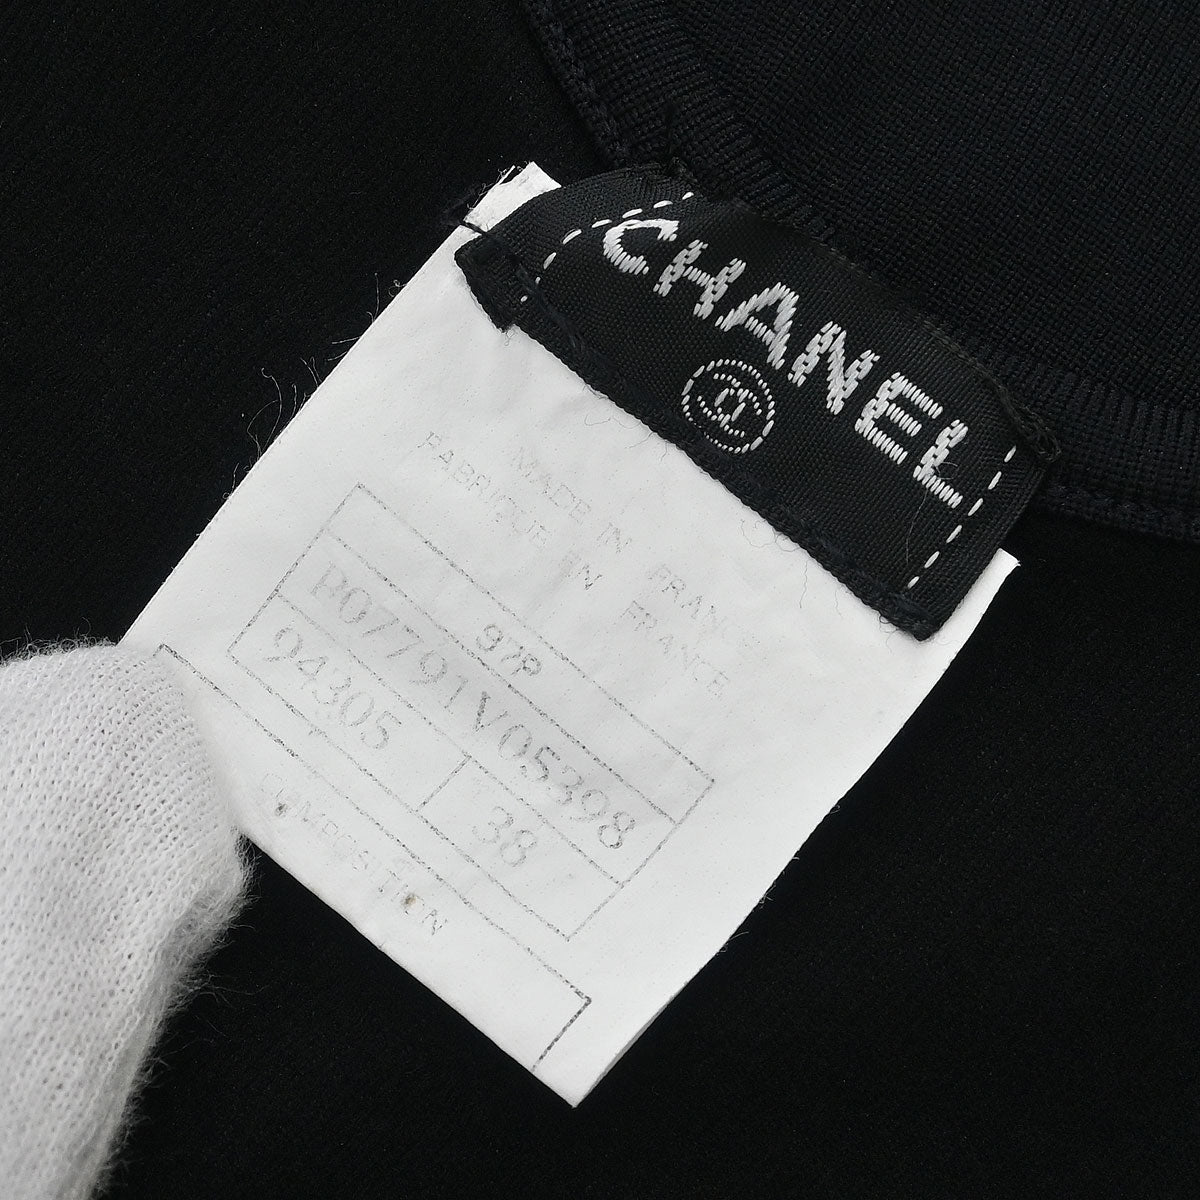 CHANEL
MADE IN FRANCE
FABRIQUE EN FRANCE
97P
P07791V05398
94305 38
COMPOSITION